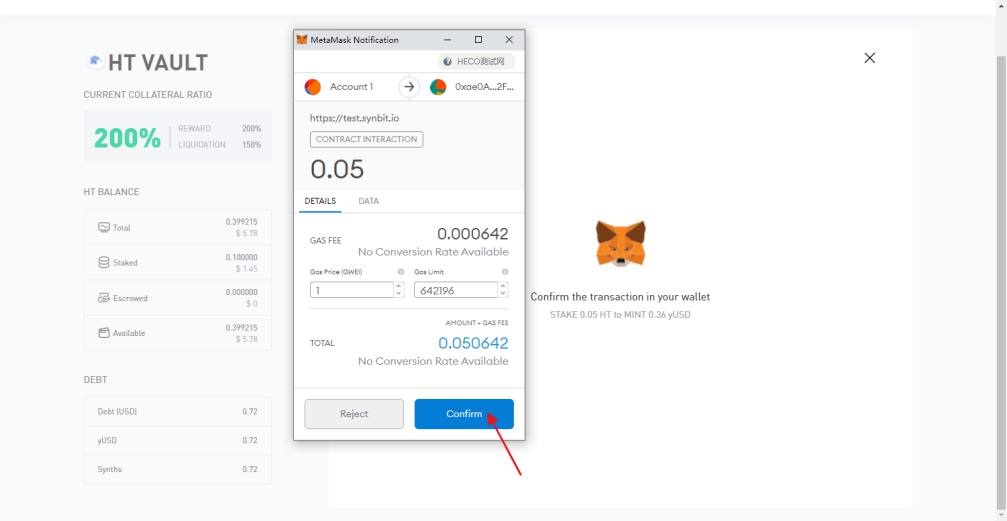 HT VAULT
CURRENT COLLATERAL RATIO
200%
REWARD 200%
LIQUIDATION 150%
HT BALANCE
Total 0.399215
$ 5.78
Staked 0.100000
$ 1.45
Escrowed 0.000000
$ 0
Available 0.399215
$ 5.78
DEBT
Debt (USD) 0.72
yUSD 0.72
Synths 0.72
MetaMask Notification
HECO测试网
Account 1 0xae0A...2F...
https://test.synbit.io
CONTRACT INTERACTION
0.05
DETAILS DATA
GAS FEE 0.000642
No Conversion Rate Available
Gas Price (GWEI) Gas Limit
1 642196
AMOUNT + GAS FEE
TOTAL 0.050642
No Conversion Rate Available
Reject Confirm
Confirm the transaction in your wallet
STAKE 0.05 HT to MINT 0.36 yUSD